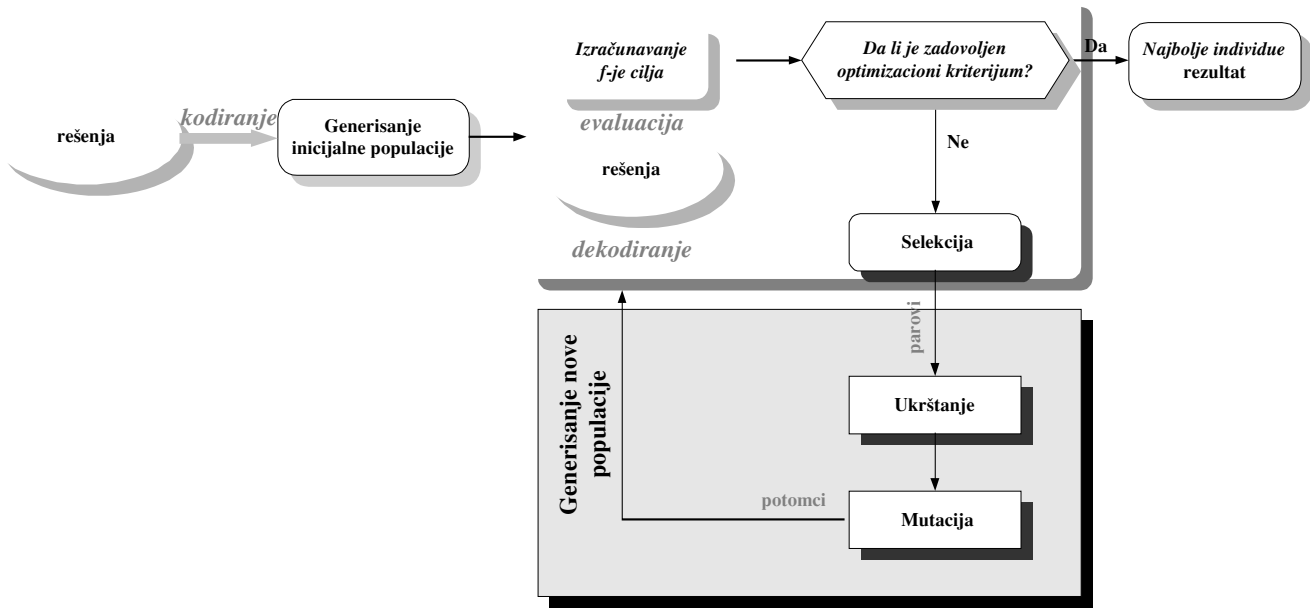 rešenja
kodiranje
Generisanje
inicijalne populacije
Izračunavanje
f-je cilja
evaluacija
rešenja
dekodiranje
Da li je zadovoljen
optimizacioni kriterijum?
Da
Najbolje individue
rezultat
Ne
Selekcija
parovi
Generisanje nove
populacije
Ukrštanje
potomci
Mutacija